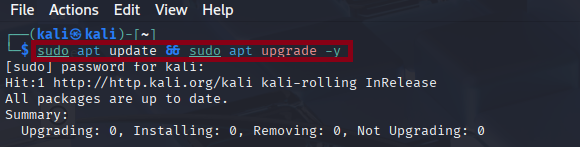 File Actions Edit View Help
┌──(kali㉿kali)-[~]
└─$ sudo apt update && sudo apt upgrade -y
[sudo] password for kali:
Hit:1 http://http.kali.org/kali kali-rolling InRelease
All packages are up to date.
Summary:
  Upgrading: 0, Installing: 0, Removing: 0, Not Upgrading: 0